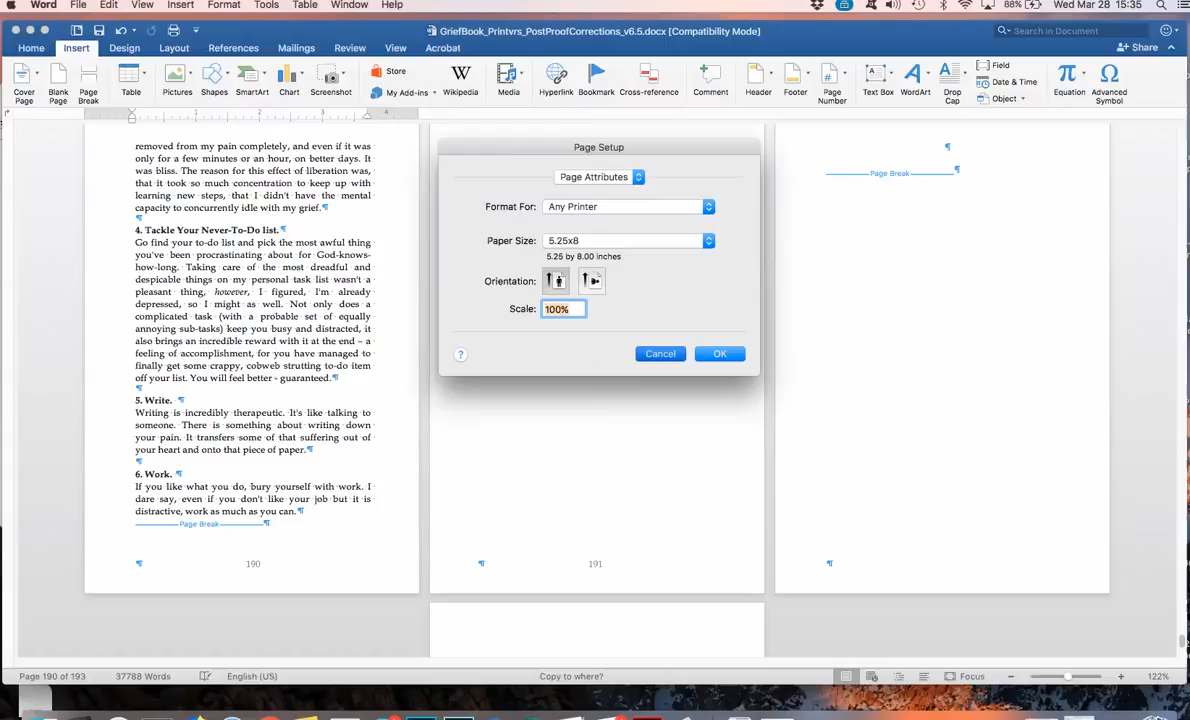 Word File Edit View Insert Format Tools Table Window Help 88% Wed Mar 28 15:35
GriefBook_Printvrs_PostProofCorrections_v6.5.docx [Compatibility Mode]
Search in Document
Home Insert Design Layout References Mailings Review View Acrobat
Share
Cover Page
Blank Page
Page Break
Table
Pictures
Shapes
SmartArt
Chart
Screenshot
Store
My Add-ins
W
Wikipedia
Media
Hyperlink
Bookmark
Cross-reference
Comment
Header
Footer
#
Page Number
A
Text Box
A
WordArt
A
Drop Cap
Field
Date & Time
Object
π
Equation
Ω
Advanced Symbol
1 2 3 4
removed from my pain completely, and even if it was
only for a few minutes or an hour, on better days. It
was bliss. The reason for this effect of liberation was,
that it took so much concentration to keep up with
learning new steps, that I didn't have the mental
capacity to concurrently idle with my grief.¶
¶
4. Tackle Your Never-To-Do list.¶
Go find your to-do list and pick the most awful thing
you've been procrastinating about for God-knows-
how-long. Taking care of the most dreadful and
despicable things on my personal task list wasn't a
pleasant thing, however, I figured, I'm already
depressed, so I might as well. Not only does a
complicated task (with a probable set of equally
annoying sub-tasks) keep you busy and distracted, it
also brings an incredible reward with it at the end – a
feeling of accomplishment, for you have managed to
finally get some crappy, cobweb strutting to-do item
off your list. You will feel better - guaranteed.¶
¶
5. Write. ¶
Writing is incredibly therapeutic. It's like talking to
someone. There is something about writing down
your pain. It transfers some of that suffering out of
your heart and onto that piece of paper.¶
¶
6. Work. ¶
If you like what you do, bury yourself with work. I
dare say, even if you don't like your job but it is
distractive, work as much as you can.¶
Page Break ¶
¶ 190
Page Setup
Page Attributes
Format For: Any Printer
Paper Size: 5.25x8
5.25 by 8.00 inches
Orientation:
Scale: 100%
? Cancel OK
¶ 191
¶
Page Break ¶
¶
Page 190 of 193 37788 Words English (US) Copy to where? Focus 122%